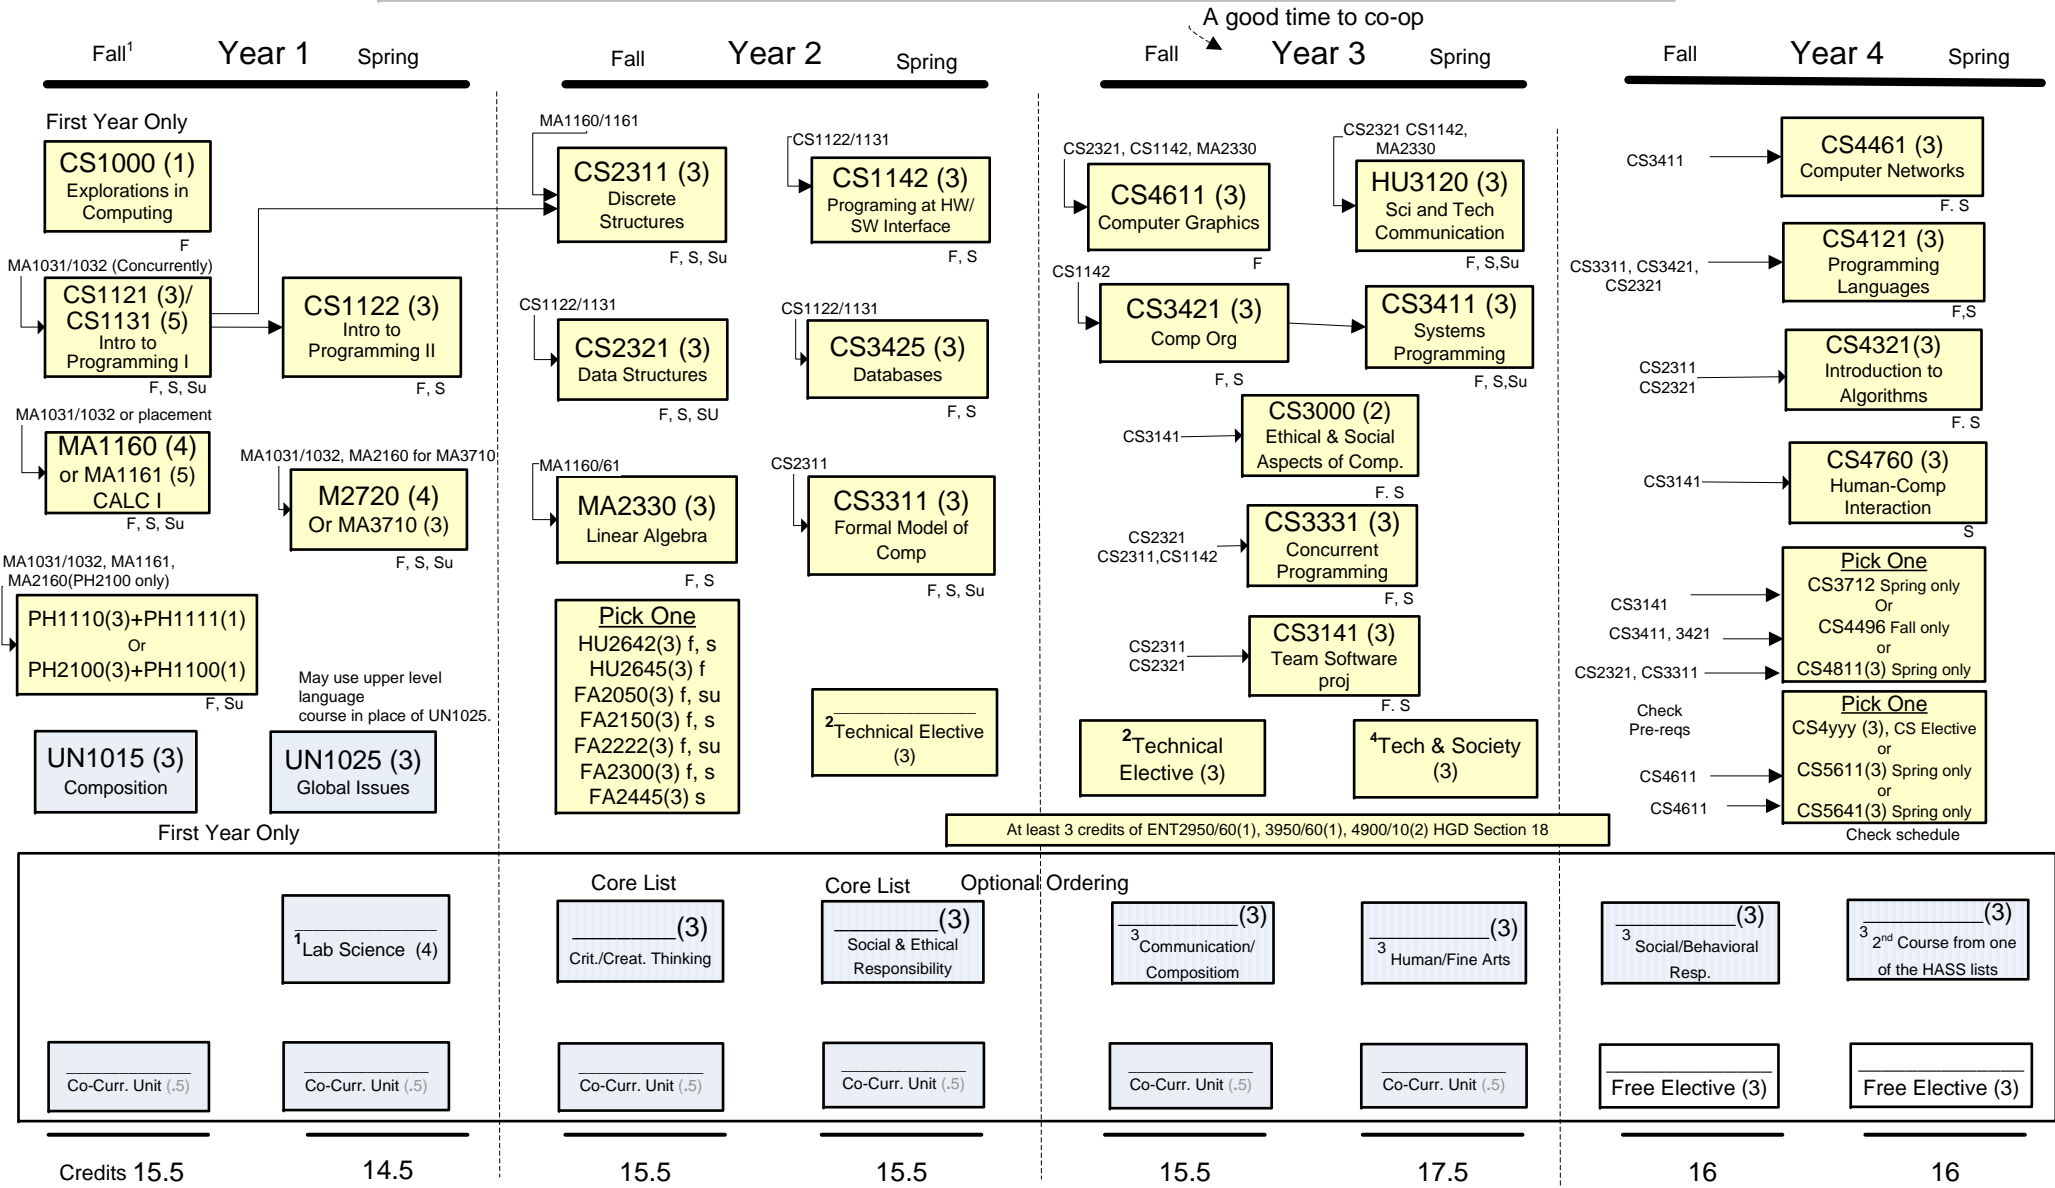 A good time to co-op
Fall1 Year 1 Spring
Fall Year 2 Spring
Fall Year 3 Spring
Fall Year 4 Spring
First Year Only
CS1000 (1)
Explorations in
Computing
F
MA1031/1032 (Concurrently)
CS1121 (3)/
CS1131 (5)
Intro to
Programming I
F, S, Su
MA1031/1032 or placement
MA1160 (4)
or MA1161 (5)
CALC I
F, S, Su
MA1031/1032, MA1161,
MA2160(PH2100 only)
PH1110(3)+PH1111(1)
Or
PH2100(3)+PH1100(1)
F, Su
UN1015 (3)
Composition
CS1122 (3)
Intro to
Programming II
F, S
MA1031/1032, MA2160 for MA3710
M2720 (4)
Or MA3710 (3)
F, S, Su
May use upper level
language
course in place of UN1025.
UN1025 (3)
Global Issues
First Year Only
MA1160/1161
CS2311 (3)
Discrete
Structures
F, S, Su
CS1122/1131
CS2321 (3)
Data Structures
F, S, SU
MA1160/61
MA2330 (3)
Linear Algebra
F, S
Pick One
HU2642(3) f, s
HU2645(3) f
FA2050(3) f, su
FA2150(3) f, s
FA2222(3) f, su
FA2300(3) f, s
FA2445(3) s
CS1122/1131
CS1142 (3)
Programing at HW/
SW Interface
F, S
CS1122/1131
CS3425 (3)
Databases
F, S
CS2311
CS3311 (3)
Formal Model of
Comp
F, S, Su
2Technical Elective
(3)
CS2321, CS1142, MA2330
CS4611 (3)
Computer Graphics
F
CS1142
CS3421 (3)
Comp Org
F, S
CS2321 CS1142,
MA2330
HU3120 (3)
Sci and Tech
Communication
F, S,Su
CS3411 (3)
Systems
Programming
F, S,Su
CS3141
CS3000 (2)
Ethical & Social
Aspects of Comp.
F. S
CS2321
CS2311,CS1142
CS3331 (3)
Concurrent
Programming
F, S
CS2311
CS2321
CS3141 (3)
Team Software
proj
F. S
2Technical
Elective (3)
4Tech & Society
(3)
At least 3 credits of ENT2950/60(1), 3950/60(1), 4900/10(2) HGD Section 18
CS3411
CS4461 (3)
Computer Networks
F. S
CS3311, CS3421,
CS2321
CS4121 (3)
Programming
Languages
F,S
CS2311
CS2321
CS4321(3)
Introduction to
Algorithms
F. S
CS3141
CS4760 (3)
Human-Comp
Interaction
S
Pick One
CS3712 Spring only
Or
CS4496 Fall only
or
CS4811(3) Spring only
CS3141
CS3411, 3421
CS2321, CS3311
Check
Pre-reqs
Pick One
CS4yyy (3), CS Elective
or
CS5611(3) Spring only
or
CS5641(3) Spring only
CS4611
CS4611
Check schedule
Optional Ordering
____________
1Lab Science (4)
Core List
__________(3)
Crit./Creat. Thinking
Core List
__________(3)
Social & Ethical
Responsibility
__________(3)
3Communication/
Compositiom
__________(3)
3 Human/Fine Arts
__________(3)
3 Social/Behavioral
Resp.
__________(3)
3 2nd Course from one
of the HASS lists
____________
Co-Curr. Unit (.5)
____________
Co-Curr. Unit (.5)
____________
Co-Curr. Unit (.5)
____________
Co-Curr. Unit (.5)
____________
Co-Curr. Unit (.5)
____________
Co-Curr. Unit (.5)
____________
Free Elective (3)
____________
Free Elective (3)
Credits 15.5 14.5 15.5 15.5 15.5 17.5 16 16